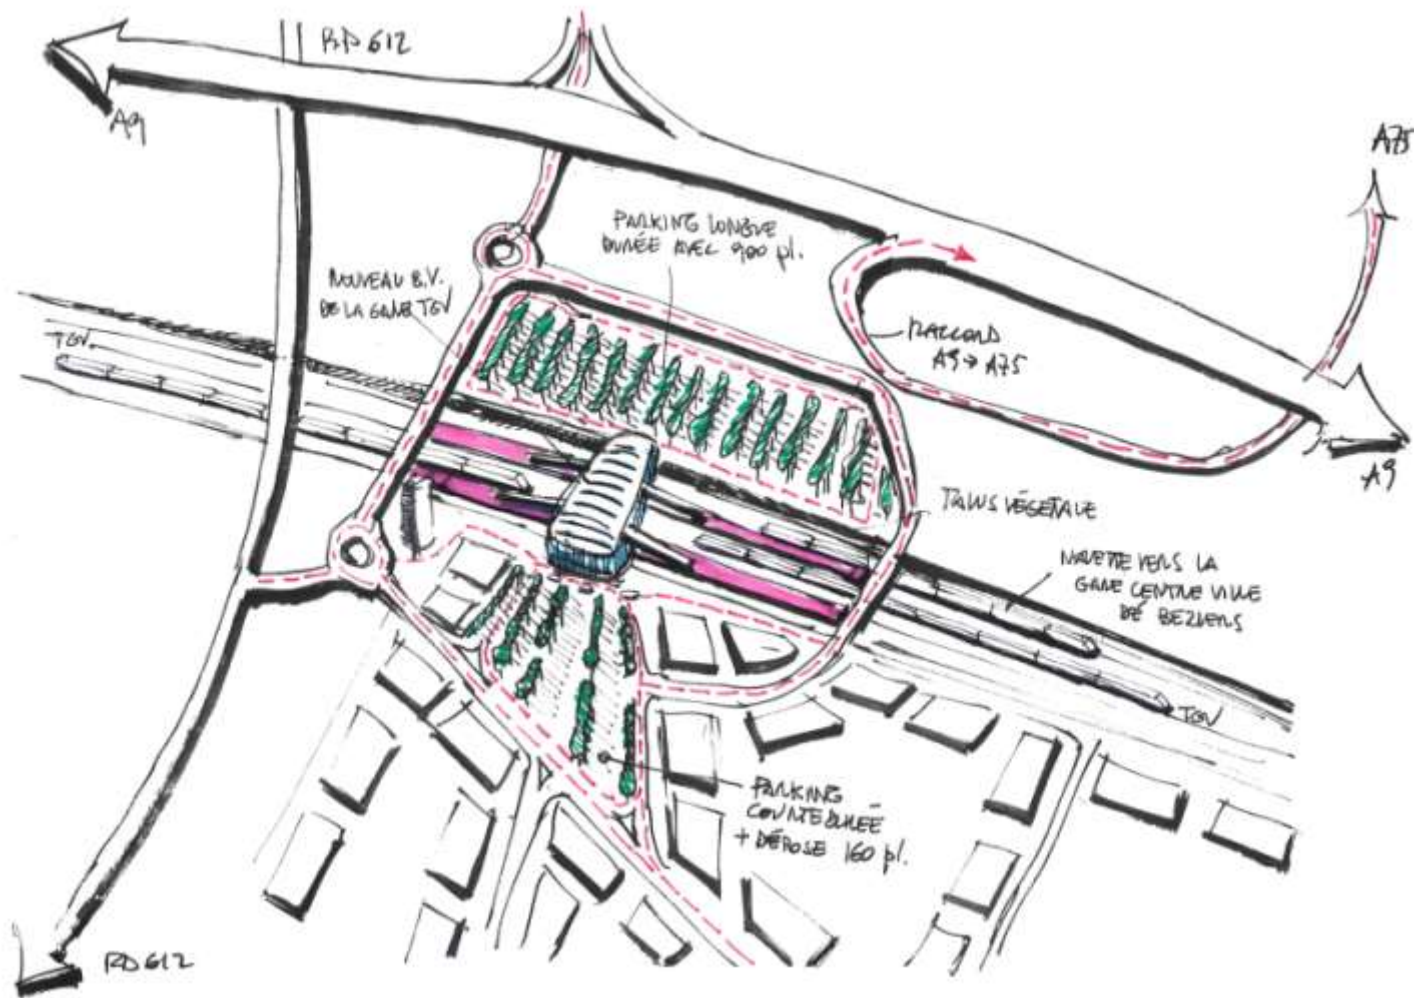 RD 612
A9
A75
PARKING LONGUE
DURÉE AVEC 900 pl.
NOUVEAU B.V.
DE LA GARE TGV
TGV
RACCORD
A9 → A75
A9
TALUS VÉGÉTALE
NAVETTE VERS LA
GARE CENTRE VILLE
DE BEZIERS
TGV
PARKING
COURTE DUREÉ
+ DÉPOSE 160 pl.
RD 612